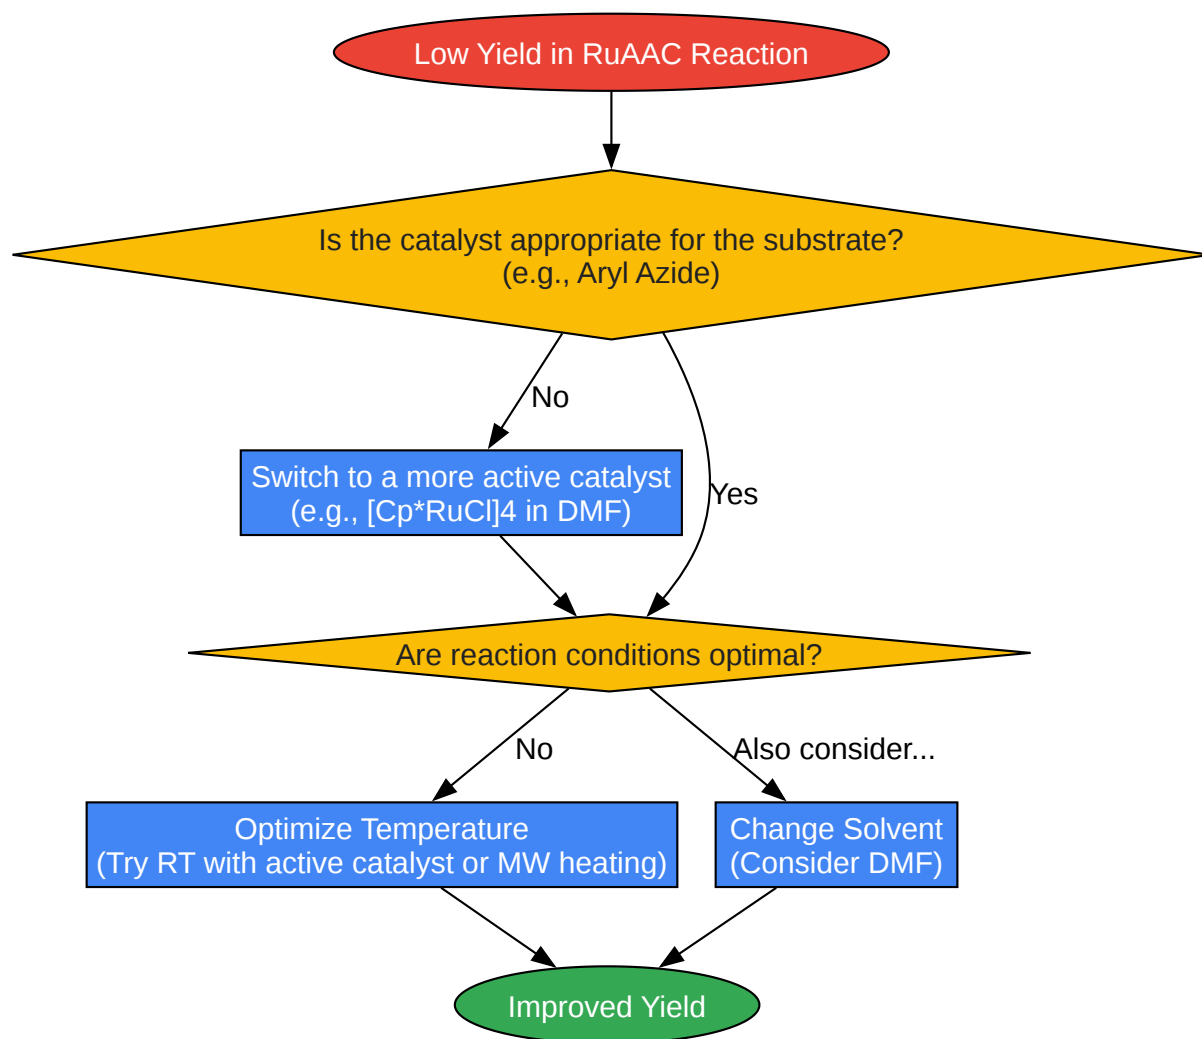 Low Yield in RuAAC Reaction
Is the catalyst appropriate for the substrate?
(e.g., Aryl Azide)
No
Switch to a more active catalyst
(e.g., [Cp*RuCl]4 in DMF)
Yes
Are reaction conditions optimal?
No
Also consider...
Optimize Temperature
(Try RT with active catalyst or MW heating)
Change Solvent
(Consider DMF)
Improved Yield